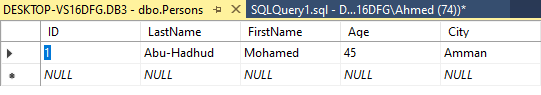 DESKTOP-VS16DFG.DB3 - dbo.Persons SQLQuery1.sql - D...16DFG\Ahmed (74))*
ID LastName FirstName Age City
1 Abu-Hadhud Mohamed 45 Amman
NULL NULL NULL NULL NULL